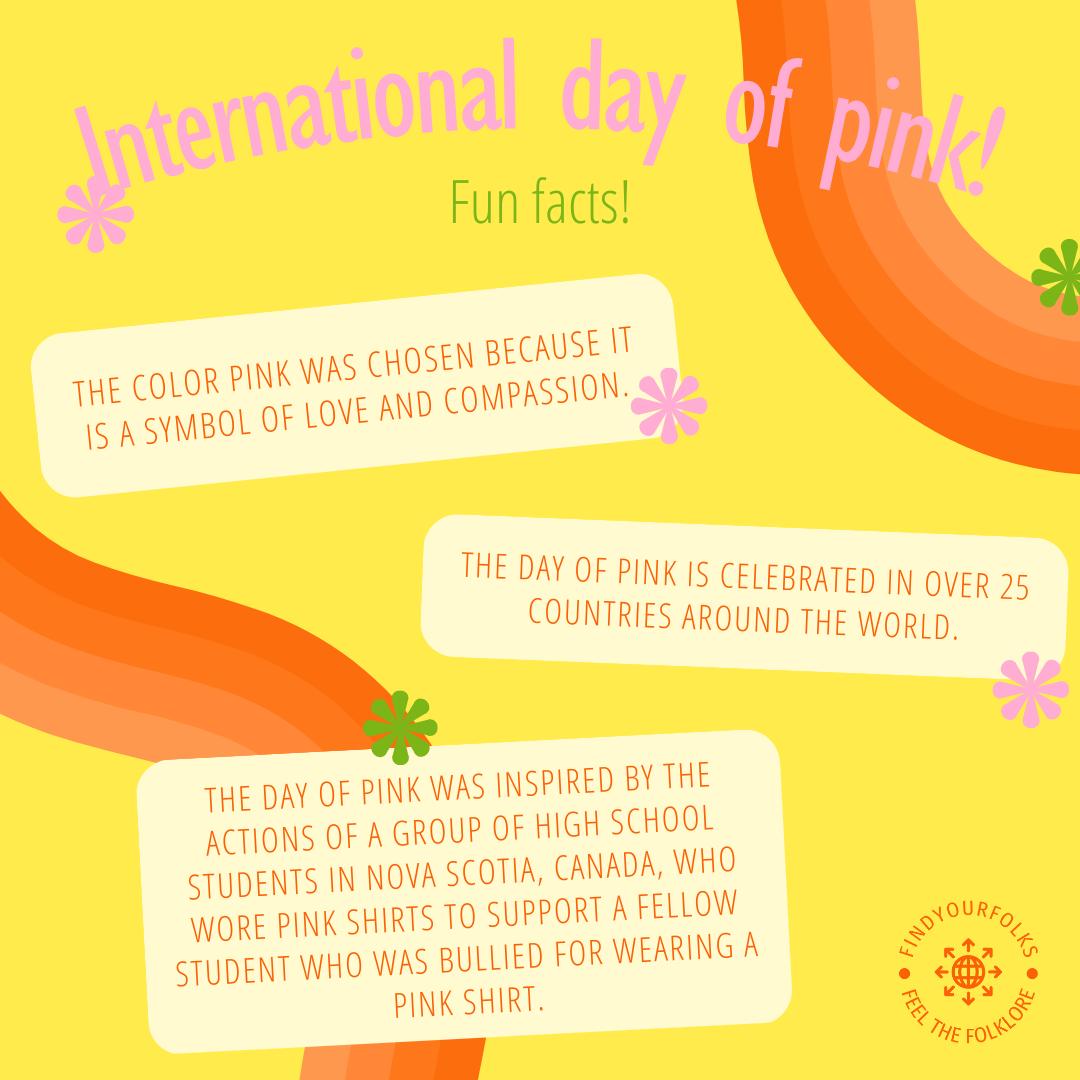 International day of pink!
Fun facts!
THE COLOR PINK WAS CHOSEN BECAUSE IT
IS A SYMBOL OF LOVE AND COMPASSION.
THE DAY OF PINK IS CELEBRATED IN OVER 25
COUNTRIES AROUND THE WORLD.
THE DAY OF PINK WAS INSPIRED BY THE
ACTIONS OF A GROUP OF HIGH SCHOOL
STUDENTS IN NOVA SCOTIA, CANADA, WHO
WORE PINK SHIRTS TO SUPPORT A FELLOW
STUDENT WHO WAS BULLIED FOR WEARING A
PINK SHIRT.
FINDYOURFOLKS
FEEL THE FOLKLORE